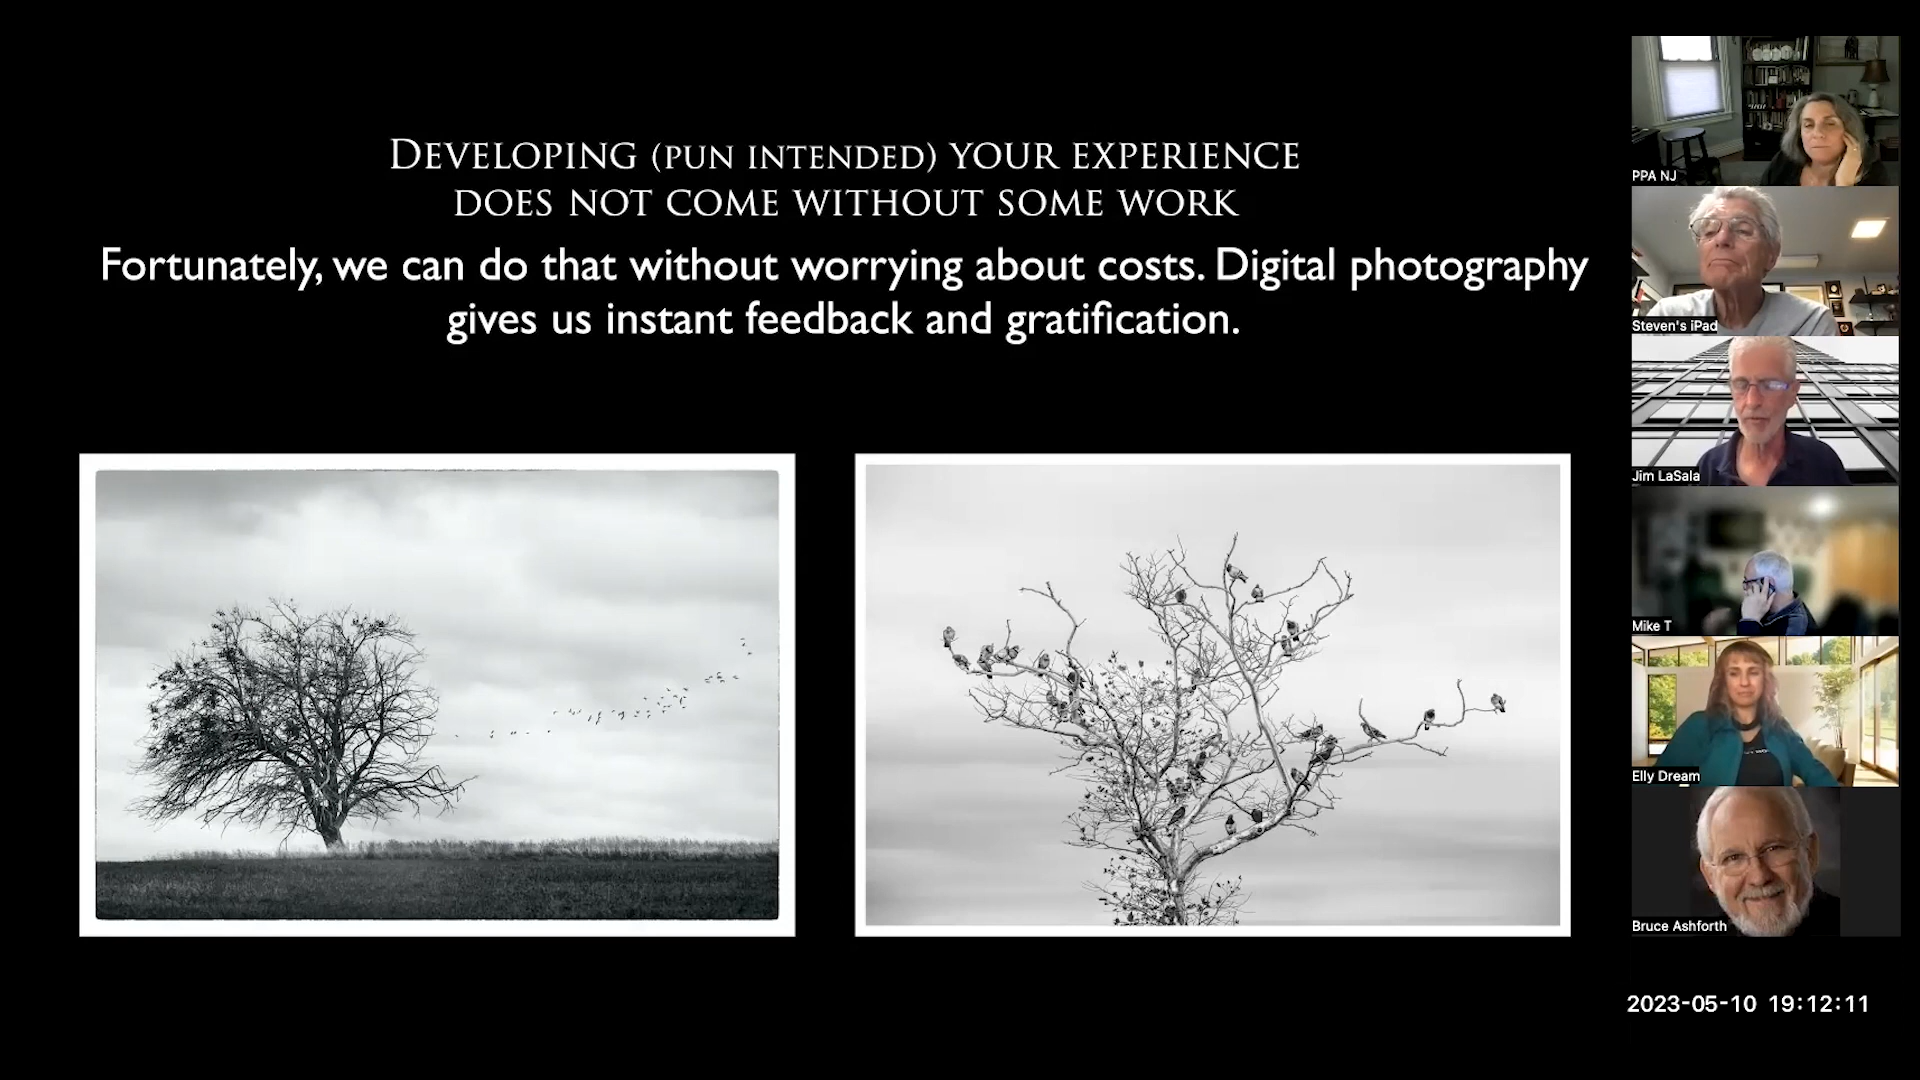 DEVELOPING (PUN INTENDED) YOUR EXPERIENCE
DOES NOT COME WITHOUT SOME WORK
Fortunately, we can do that without worrying about costs. Digital photography
gives us instant feedback and gratification.
PPA NJ
Steven's iPad
Jim LaSala
Mike T
Elly Dream
Bruce Ashforth
2023-05-10 19:12:11